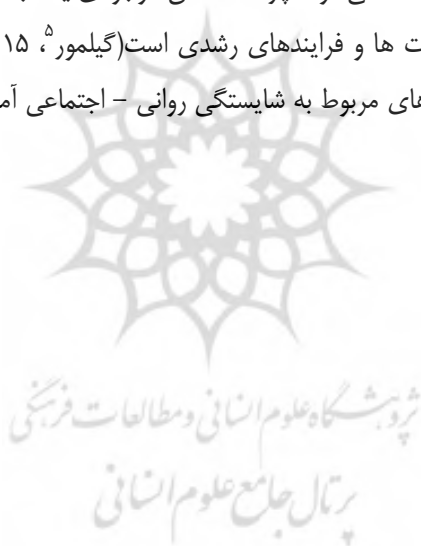 ت ها و فرایندهای رشدی است(گیلمور۵، ۱۵
های مربوط به شایستگی روانی – اجتماعی
پژوهشگاه علوم انسانی و مطالعات فرهنگی
پرتال جامع علوم انسانی